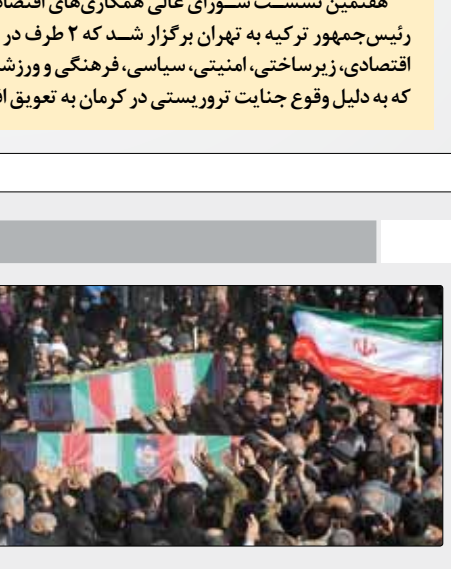 هفتمین نشست شورای عالی همکاری‌های اقتصاد
رئیس‌جمهور ترکیه به تهران برگزار شد که ۲ طرف در
اقتصادی، زیرساختی، امنیتی، سیاسی، فرهنگی و ورزش
که به دلیل وقوع جنایت تروریستی در کرمان به تعویق اف